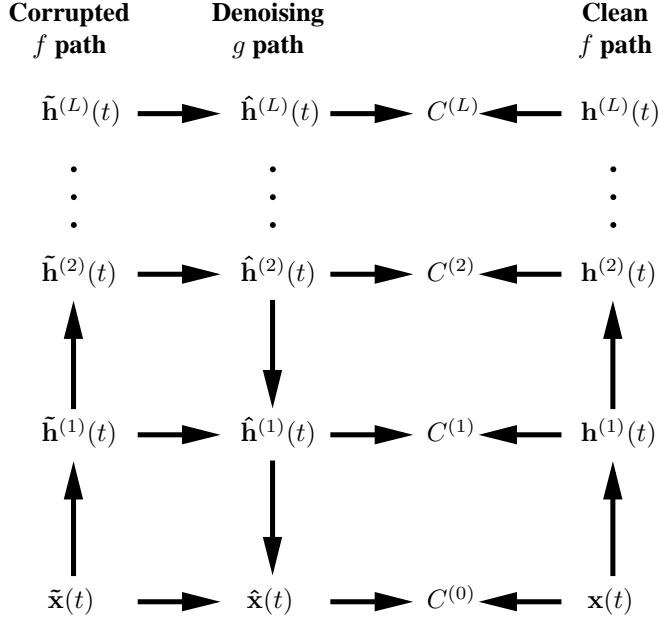 Corrupted Denoising Clean
f path g path f path
h̃^(L)(t) ĥ^(L)(t) C^(L) h^(L)(t)
h̃^(2)(t) ĥ^(2)(t) C^(2) h^(2)(t)
h̃^(1)(t) ĥ^(1)(t) C^(1) h^(1)(t)
x̃(t) x̂(t) C^(0) x(t)